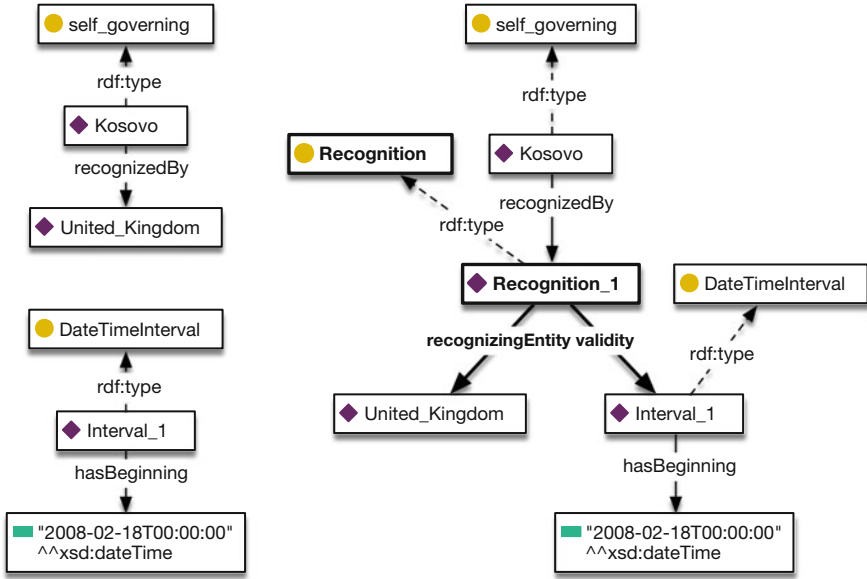 self_governing
rdf:type
Kosovo
recognizedBy
United_Kingdom
DateTimeInterval
rdf:type
Interval_1
hasBeginning
"2008-02-18T00:00:00"
^^xsd:dateTime
self_governing
rdf:type
Recognition
Kosovo
recognizedBy
rdf:type
Recognition_1
DateTimeInterval
recognizingEntity validity
rdf:type
United_Kingdom
Interval_1
hasBeginning
"2008-02-18T00:00:00"
^^xsd:dateTime